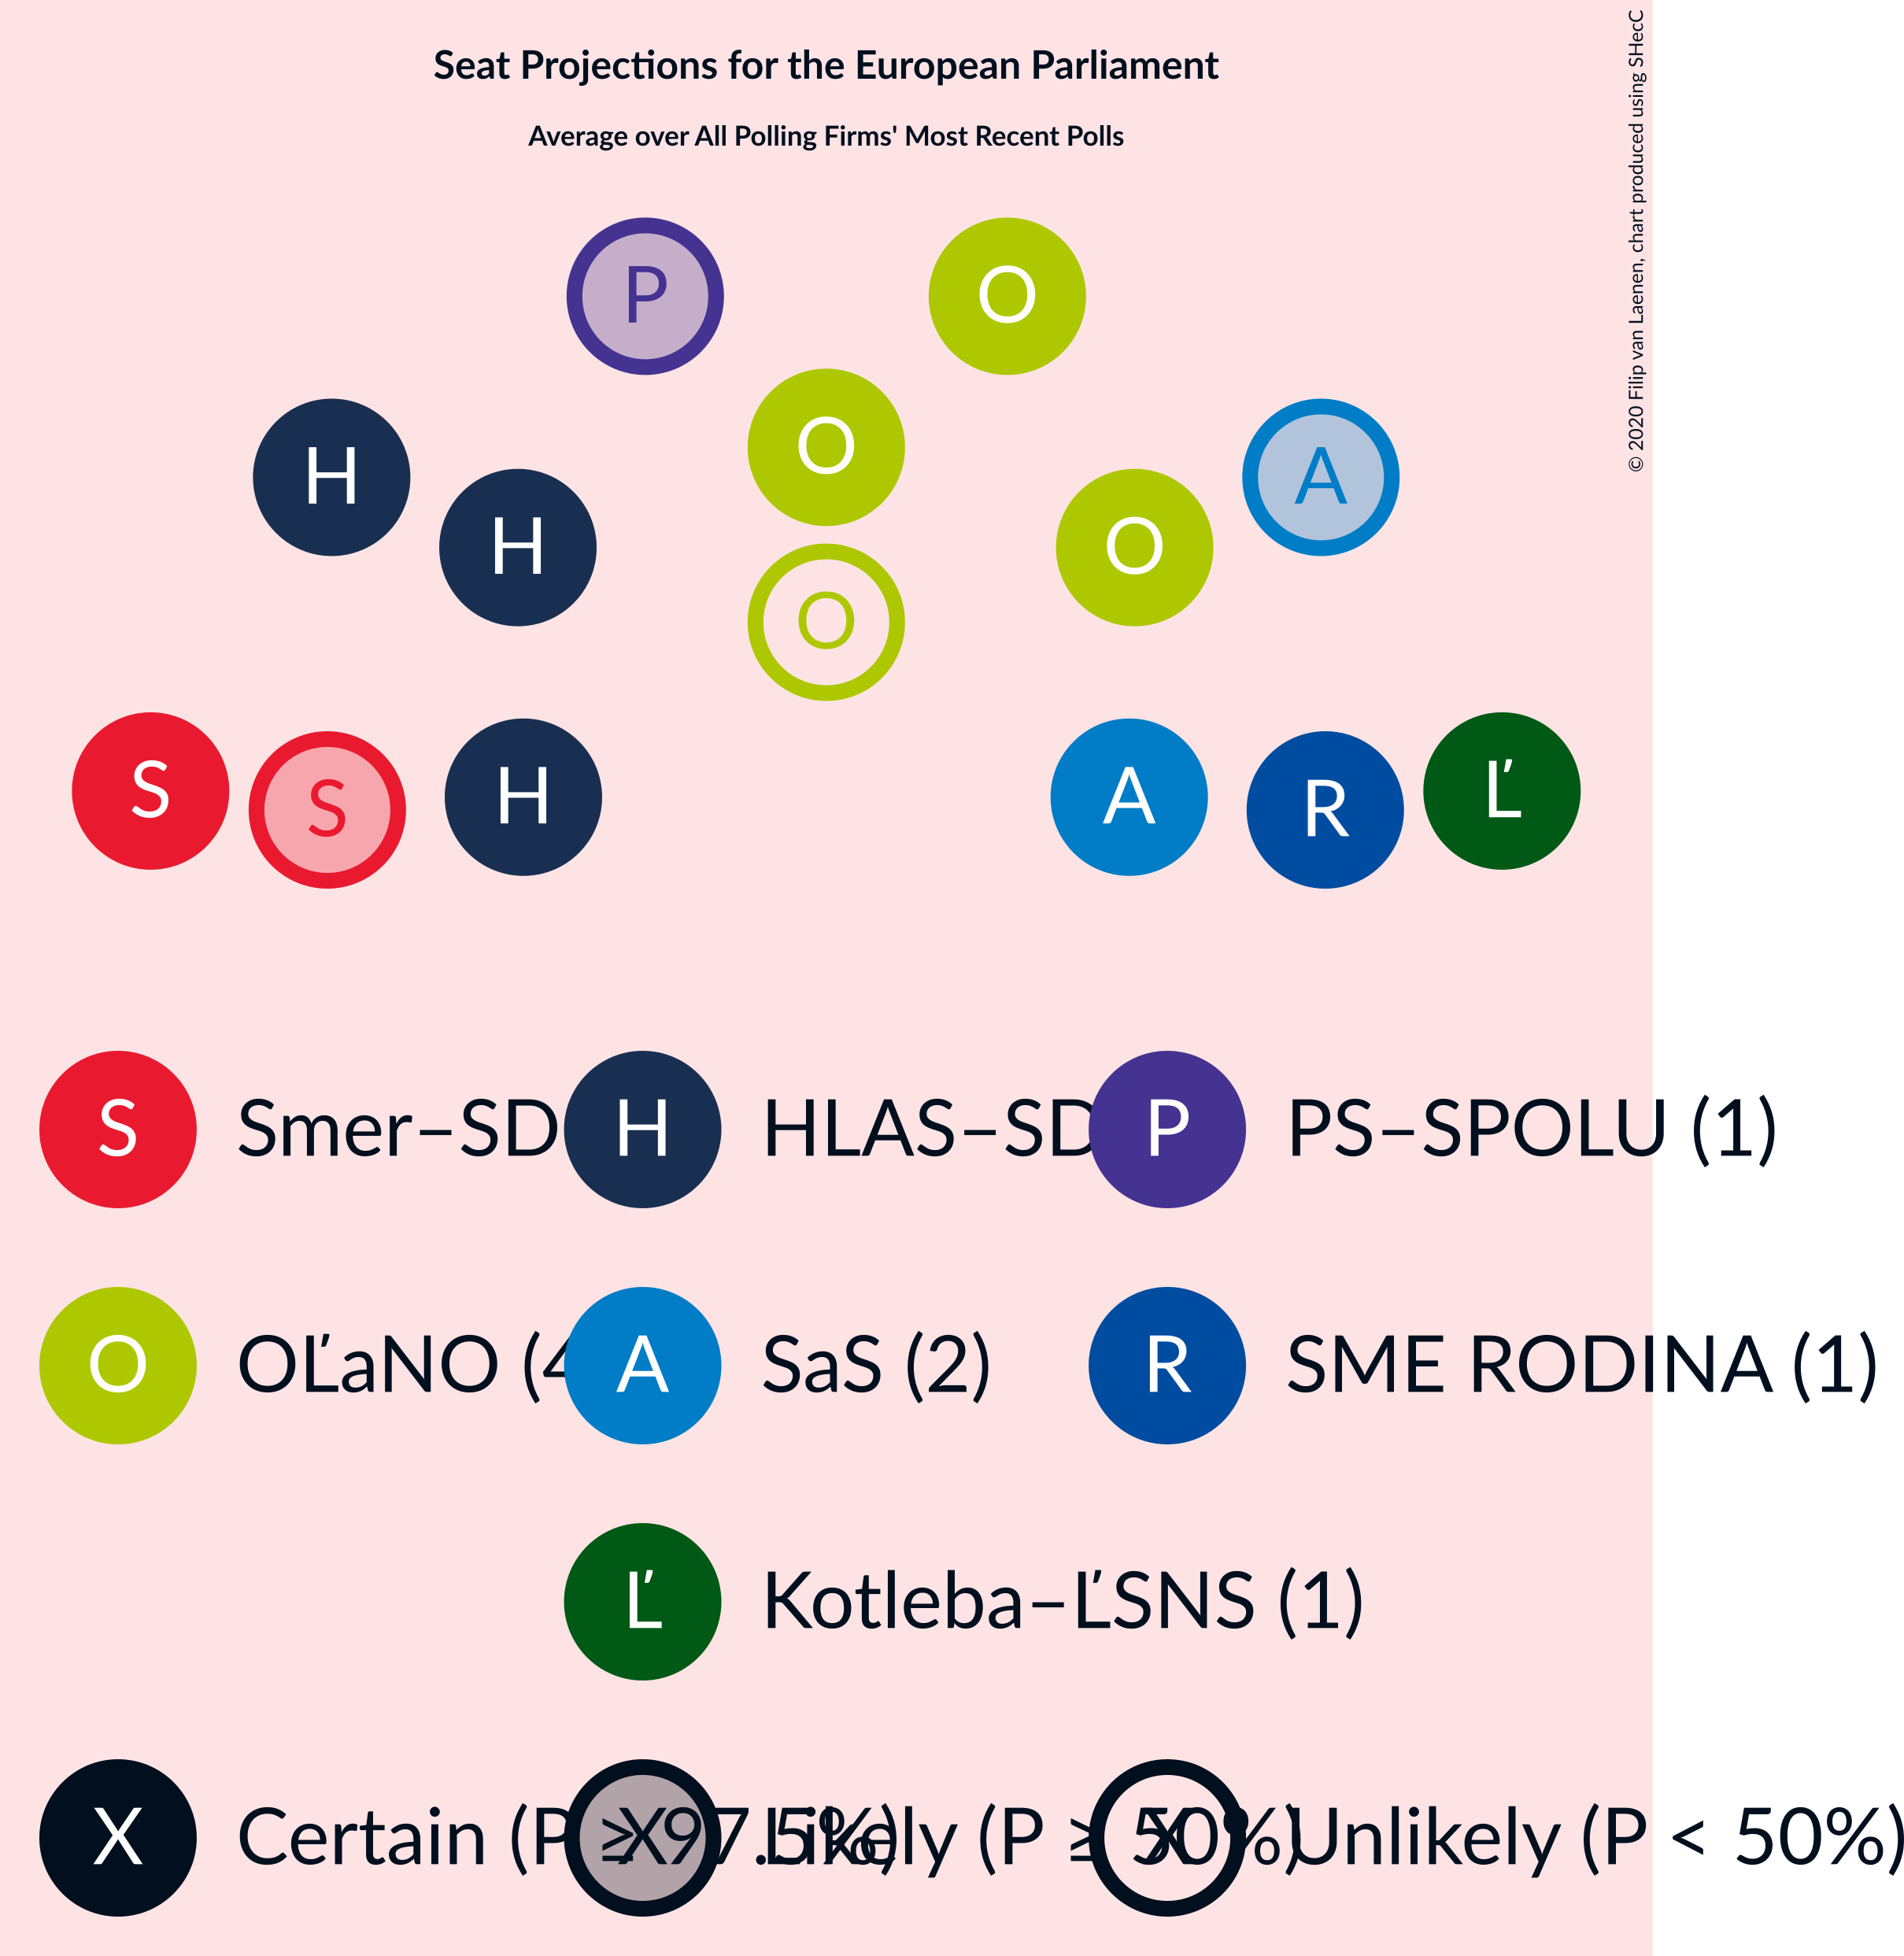 Seat Projections for the European Parliament
Average over All Polling Firms' Most Recent Polls
© 2020 Filip van Laenen, chart produced using SHecC
P O
H O A
H O
O
S S H A R Ľ
S Smer–SD H HLAS–SD P PS–SPOLU (1)
O OĽaNO (4 A SaS (2) R SME RODINA (1)
Ľ Kotleba–ĽSNS (1)
X Certain (P ≥ 97.5%) X Likely (P ≥ 50%) X Unlikely (P < 50%)